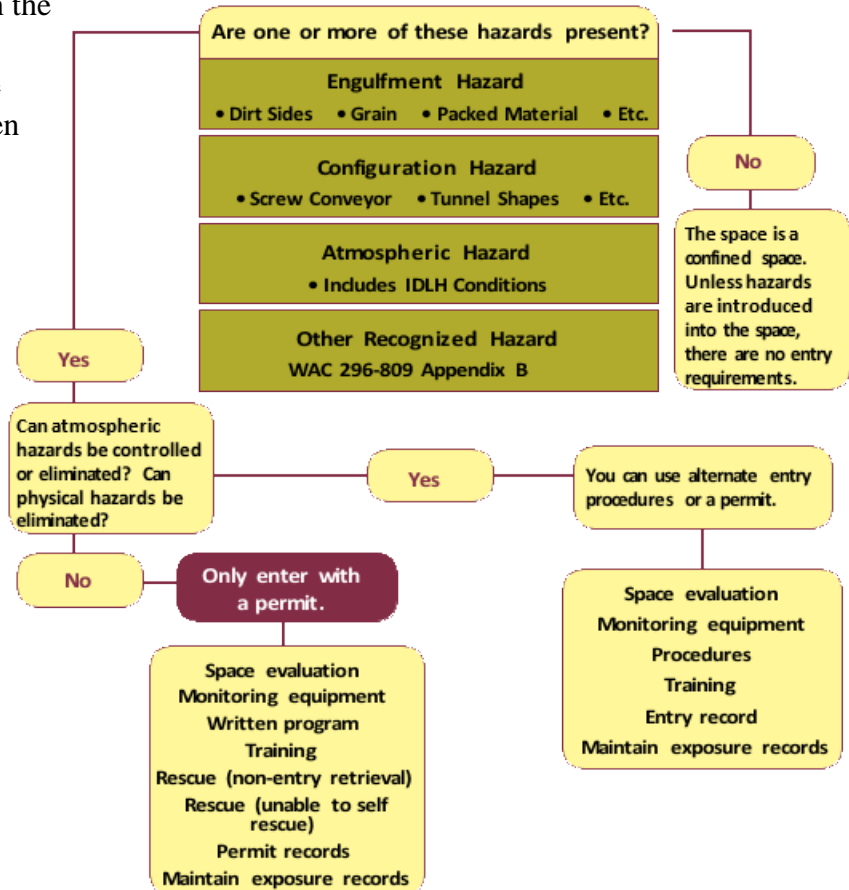 n the
en
Are one or more of these hazards present?
Engulfment Hazard
• Dirt Sides • Grain • Packed Material • Etc.
Configuration Hazard
• Screw Conveyor • Tunnel Shapes • Etc.
Atmospheric Hazard
• Includes IDLH Conditions
Other Recognized Hazard
WAC 296-809 Appendix B
No
The space is a
confined space.
Unless hazards
are introduced
into the space,
there are no entry
requirements.
Yes
Can atmospheric
hazards be controlled
or eliminated? Can
physical hazards be
eliminated?
Yes
You can use alternate entry
procedures or a permit.
Space evaluation
Monitoring equipment
Procedures
Training
Entry record
Maintain exposure records
No
Only enter with
a permit.
Space evaluation
Monitoring equipment
Written program
Training
Rescue (non-entry retrieval)
Rescue (unable to self
rescue)
Permit records
Maintain exposure records